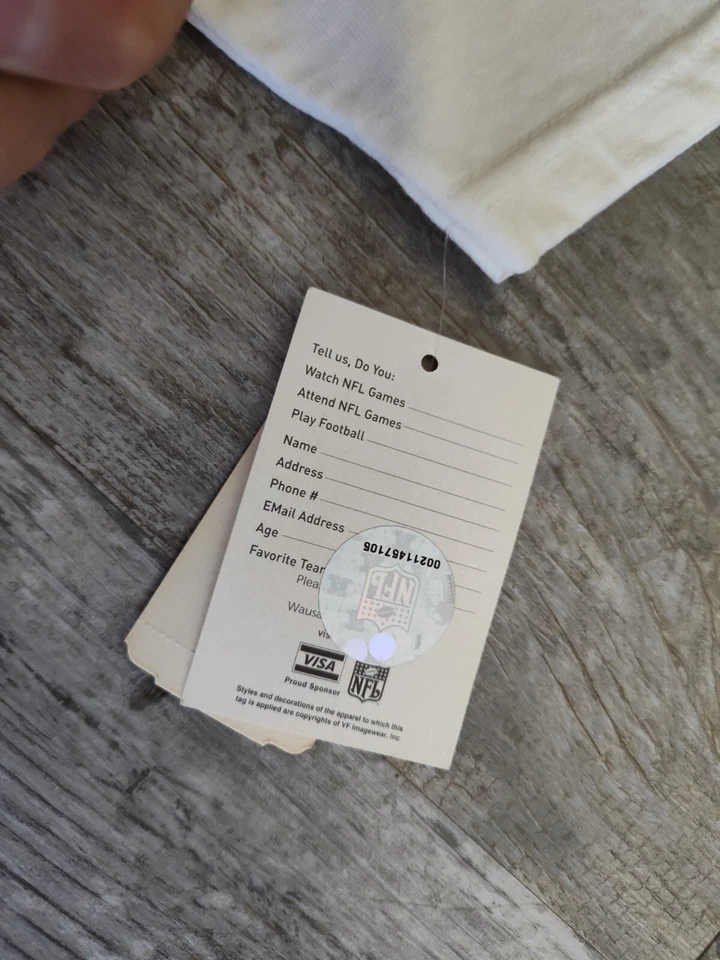 Tell us, Do You:
Watch NFL Games
Attend NFL Games
Play Football
Name
Address
Phone #
EMail Address
Age
Favorite Team
00211457105
NFL
VISA
Proud Sponsor
NFL
Styles and decorations of the apparel to which this
tag is applied are copyrights of VF Imagewear, Inc.